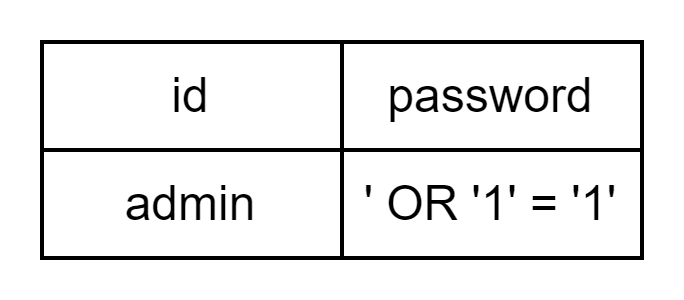 id password
admin ' OR '1' = '1'